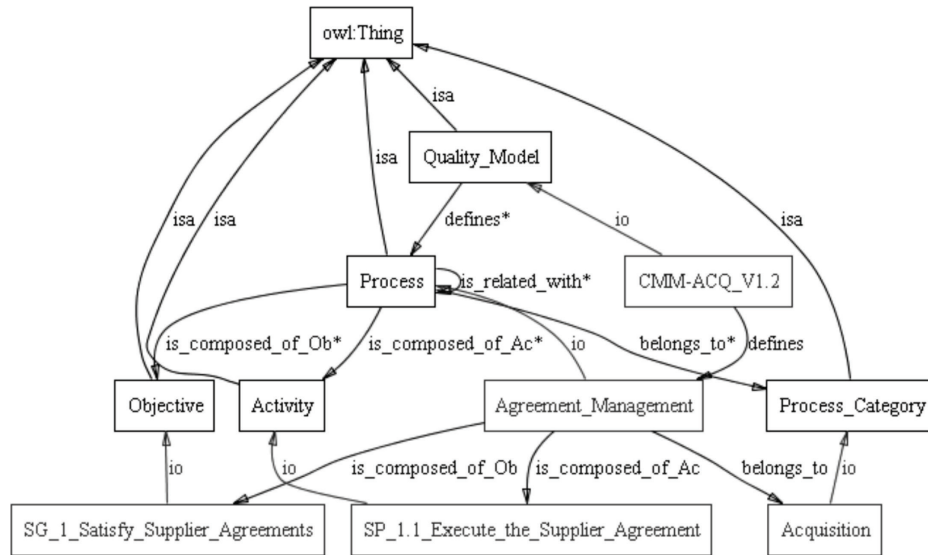 owl:Thing
isa
Quality_Model
isa
defines*
io
isa
isa
isa
Process
is_related_with*
CMM-ACQ_V1.2
is_composed_of_Ob*
is_composed_of_Ac*
io
belongs_to*
defines
Objective
Activity
Agreement_Management
Process_Category
io
io
is_composed_of_Ob
is_composed_of_Ac
belongs_to
io
SG_1_Satisfy_Supplier_Agreements
SP_1.1_Execute_the_Supplier_Agreement
Acquisition